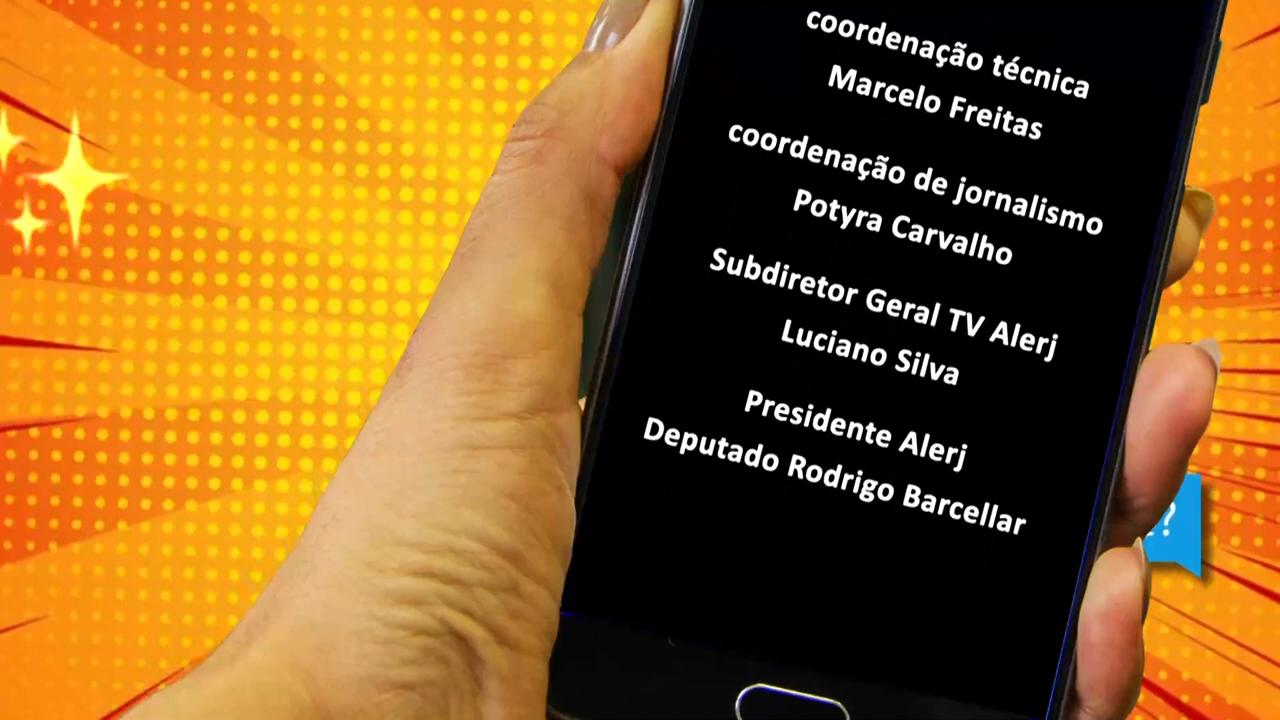 coordenação técnica
Marcelo Freitas
coordenação de jornalismo
Potyra Carvalho
Subdiretor Geral TV Alerj
Luciano Silva
Presidente Alerj
Deputado Rodrigo Barcellar
?